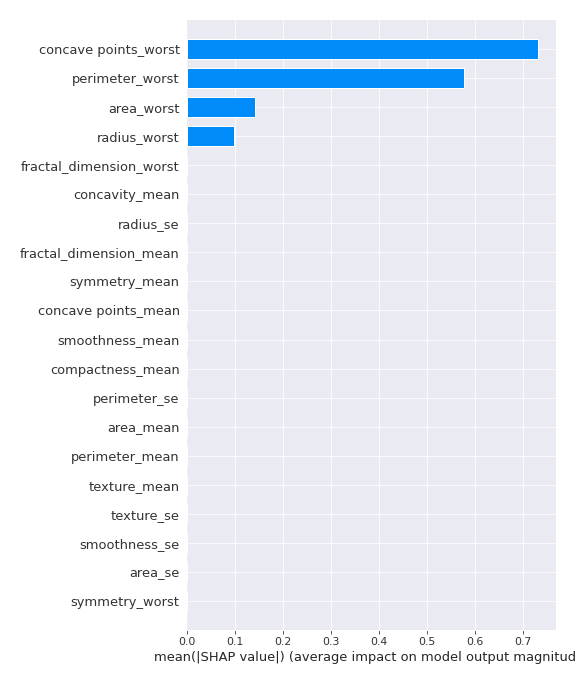 concave points_worst
perimeter_worst
area_worst
radius_worst
fractal_dimension_worst
concavity_mean
radius_se
fractal_dimension_mean
symmetry_mean
concave points_mean
smoothness_mean
compactness_mean
perimeter_se
area_mean
perimeter_mean
texture_mean
texture_se
smoothness_se
area_se
symmetry_worst
0.0 0.1 0.2 0.3 0.4 0.5 0.6 0.7
mean(|SHAP value|) (average impact on model output magnitud